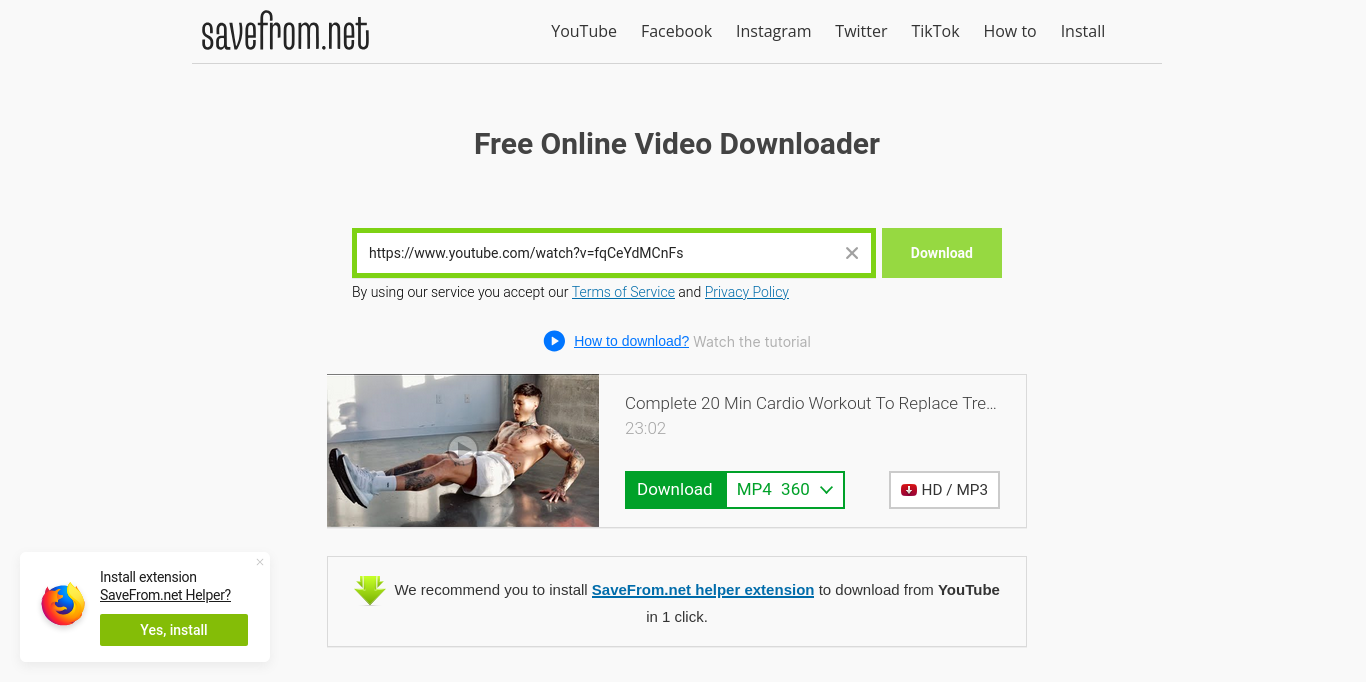 savefrom.net
YouTube Facebook Instagram Twitter TikTok How to Install
Free Online Video Downloader
https://www.youtube.com/watch?v=fqCeYdMCnFs
Download
By using our service you accept our Terms of Service and Privacy Policy
How to download? Watch the tutorial
Complete 20 Min Cardio Workout To Replace Tre...
23:02
Download MP4 360 HD / MP3
We recommend you to install SaveFrom.net helper extension to download from YouTube
in 1 click.
Install extension
SaveFrom.net Helper?
Yes, install